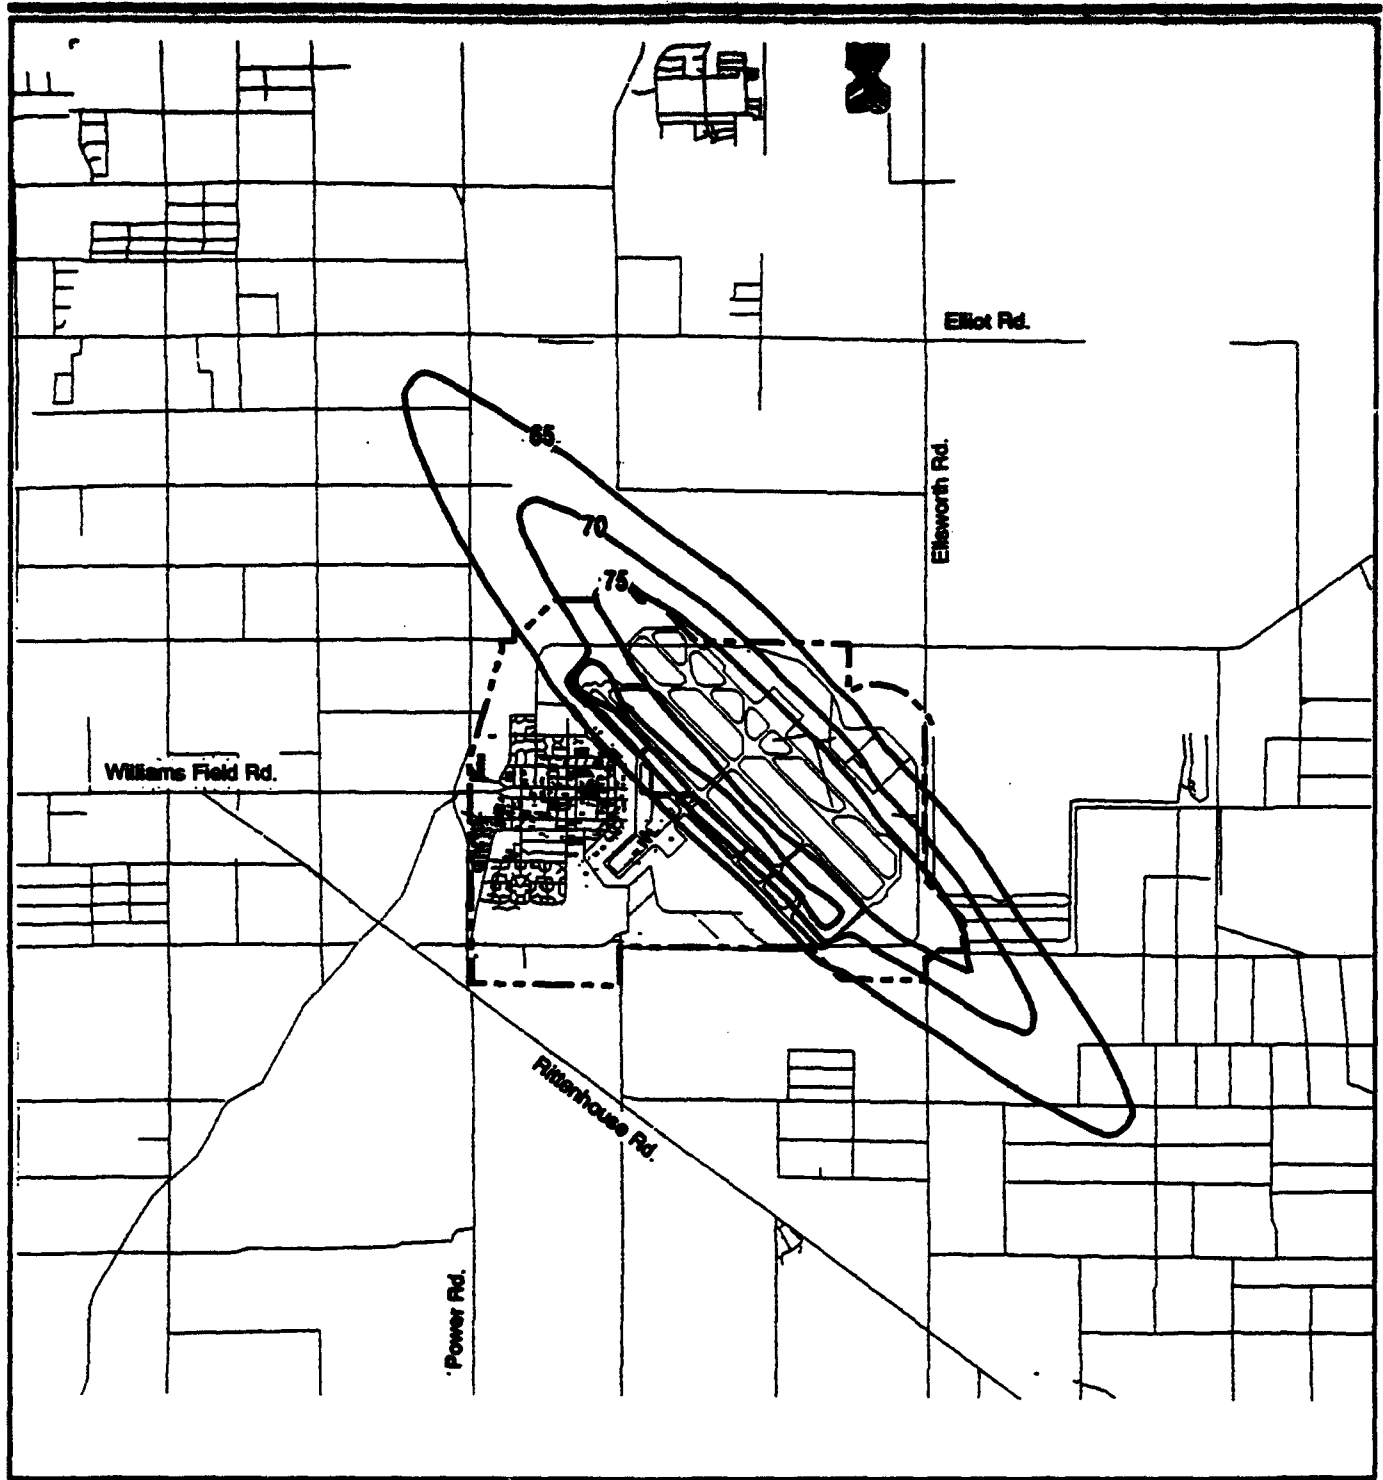 Elliot Rd.
65
Ellsworth Rd.
70
75
Williams Field Rd.
Rittenhouse Rd.
Power Rd.